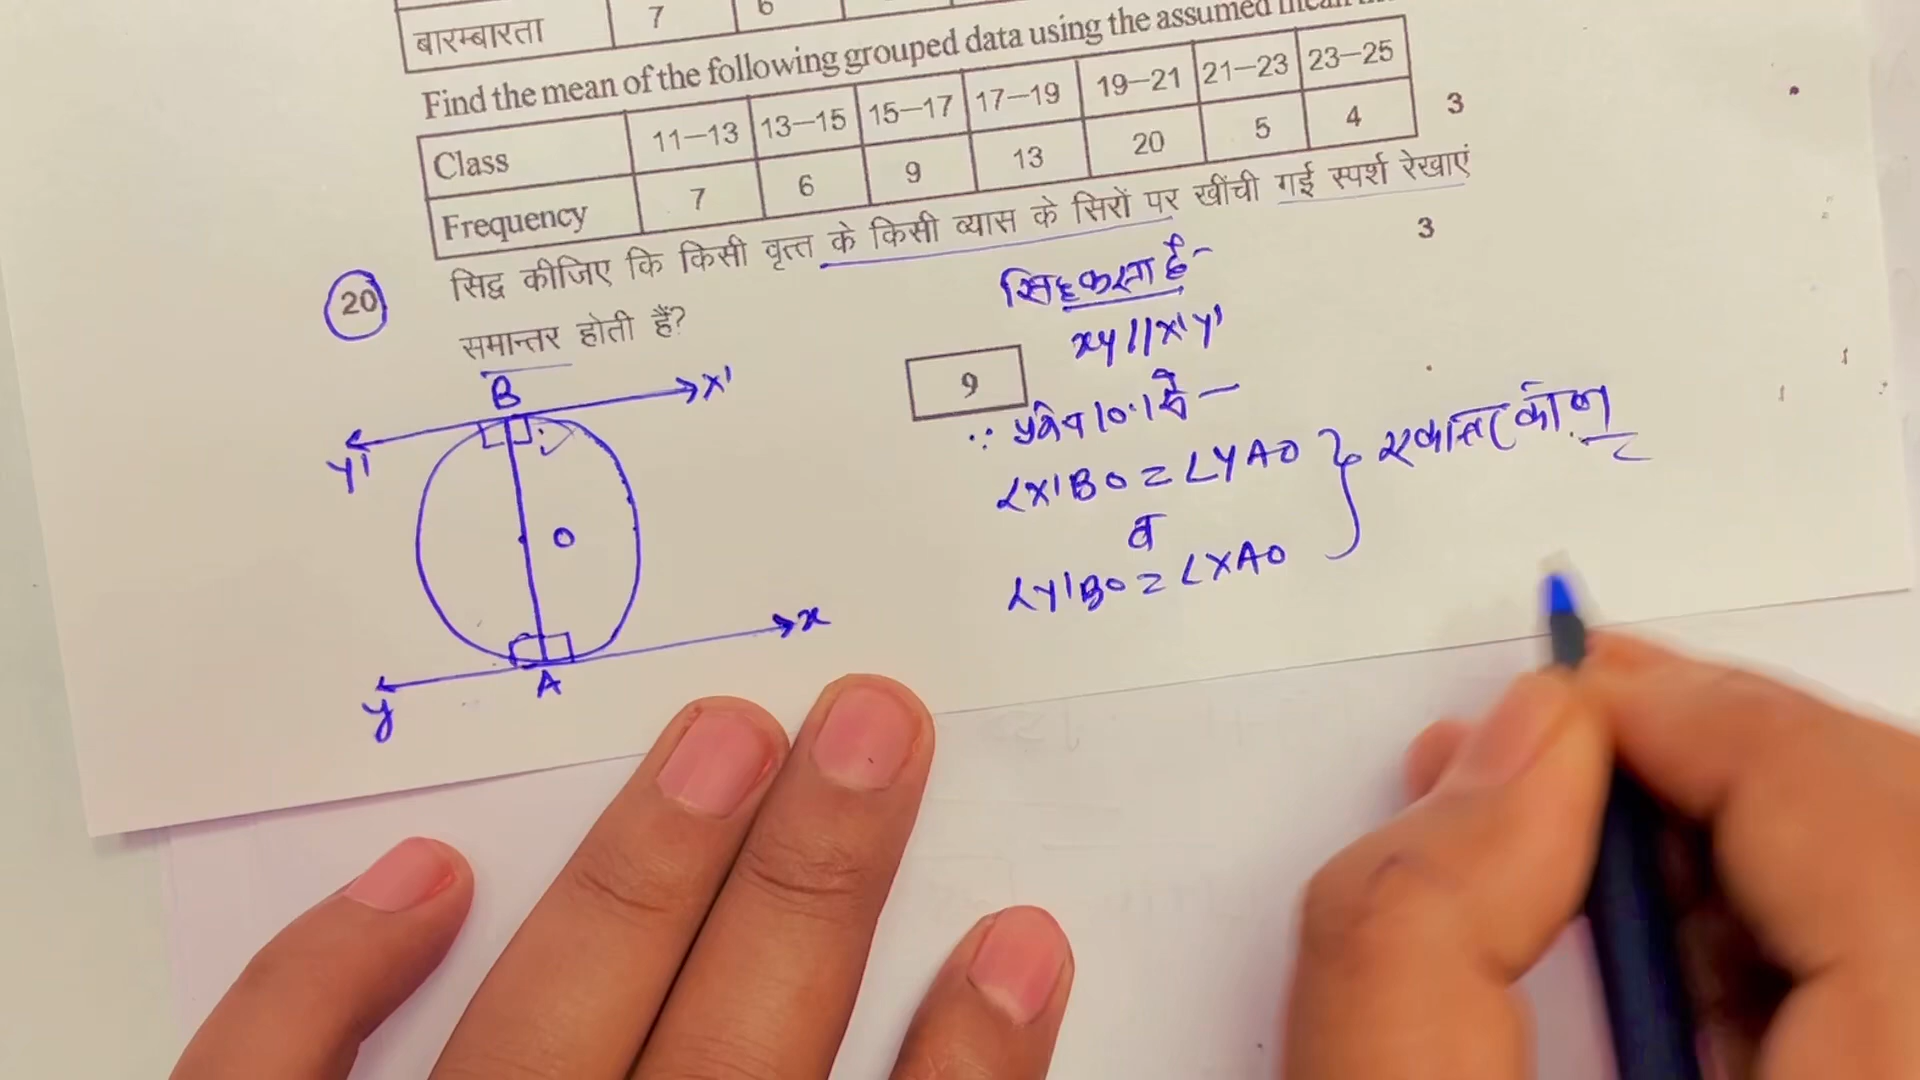 बारम्बारता 7 6
Find the mean of the following grouped data using the assumed mean
Class 11–13 13–15 15–17 17–19 19–21 21–23 23–25
Frequency 7 6 9 13 20 5 4
3
20 सिद्व कीजिए कि किसी वृत्त के किसी व्यास के सिरों पर खींची गई स्पर्श रेखाएं
समान्तर होती हैं?
3
9
B
X'
Y'
O
x
A
y
सिद्ध करना है-
xy // x'y'
∵ प्रमेय 10.1 से –
∠X'BO = ∠YAO
व
∠Y'BO = ∠XAO
एकान्तर कोण